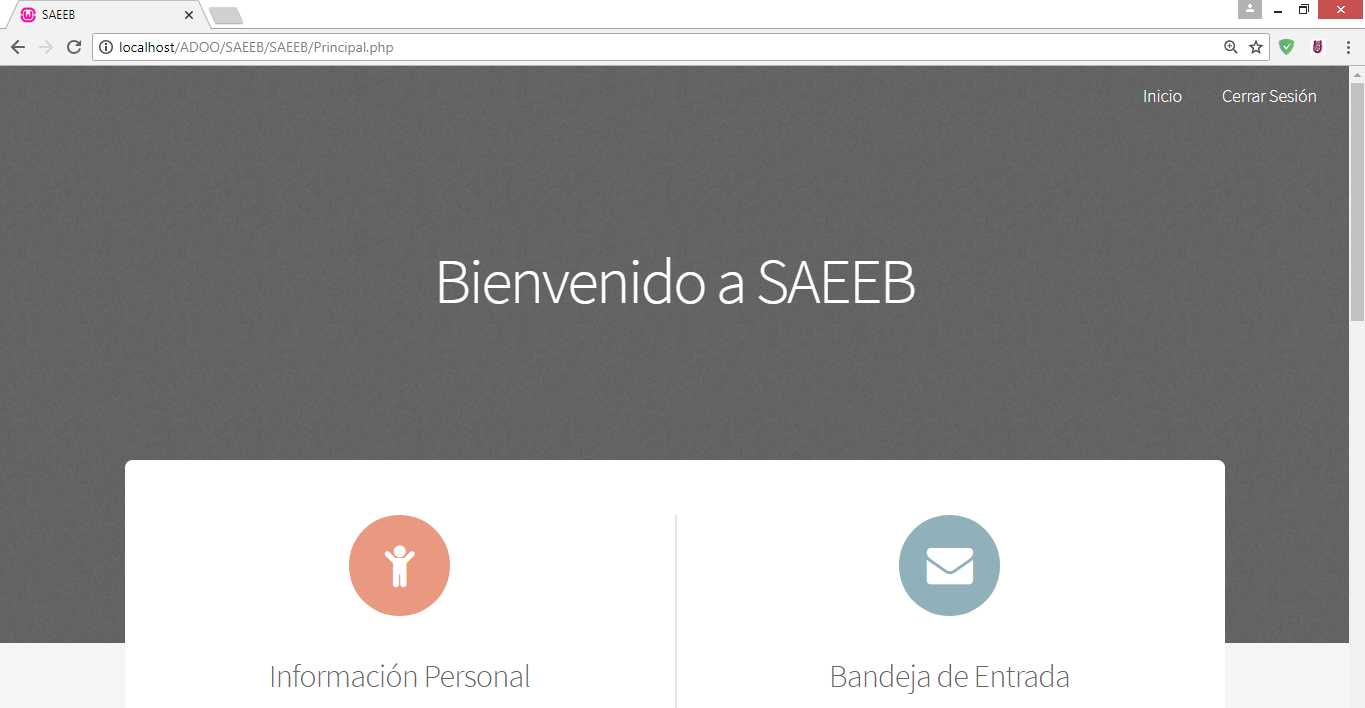 SAEEB
localhost/ADOO/SAEEB/SAEEB/Principal.php
Inicio Cerrar Sesión
Bienvenido a SAEEB
Información Personal Bandeja de Entrada